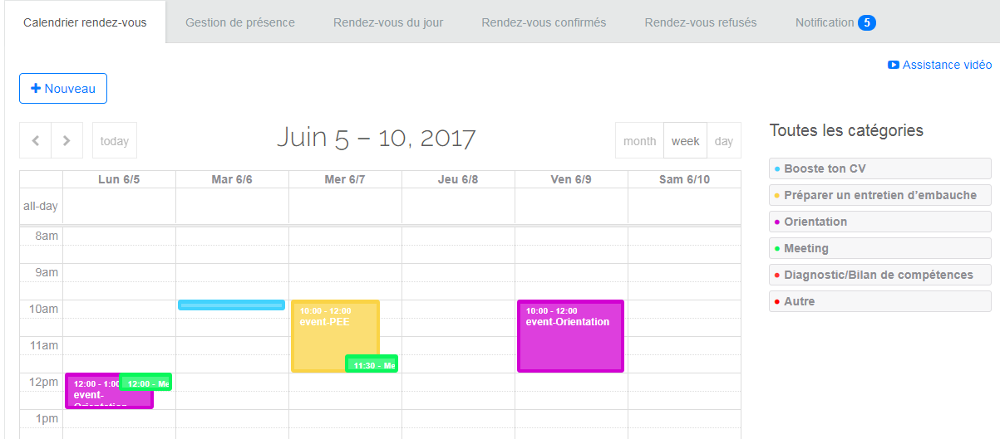 Calendrier rendez-vous Gestion de présence Rendez-vous du jour Rendez-vous confirmés Rendez-vous refusés Notification 5
Assistance vidéo
Nouveau
today
Juin 5 – 10, 2017
month week day
Toutes les catégories
Booste ton CV
Préparer un entretien d’embauche
Orientation
Meeting
Diagnostic/Bilan de compétences
Autre
Lun 6/5 Mar 6/6 Mer 6/7 Jeu 6/8 Ven 6/9 Sam 6/10
all-day
8am
9am
10am
10:00 - 12:00
event-PEE
10:00 - 12:00
event-Orientation
11am
11:30 - Me
12pm
12:00 - 1:00
event-
Orientation
12:00 - Me
1pm